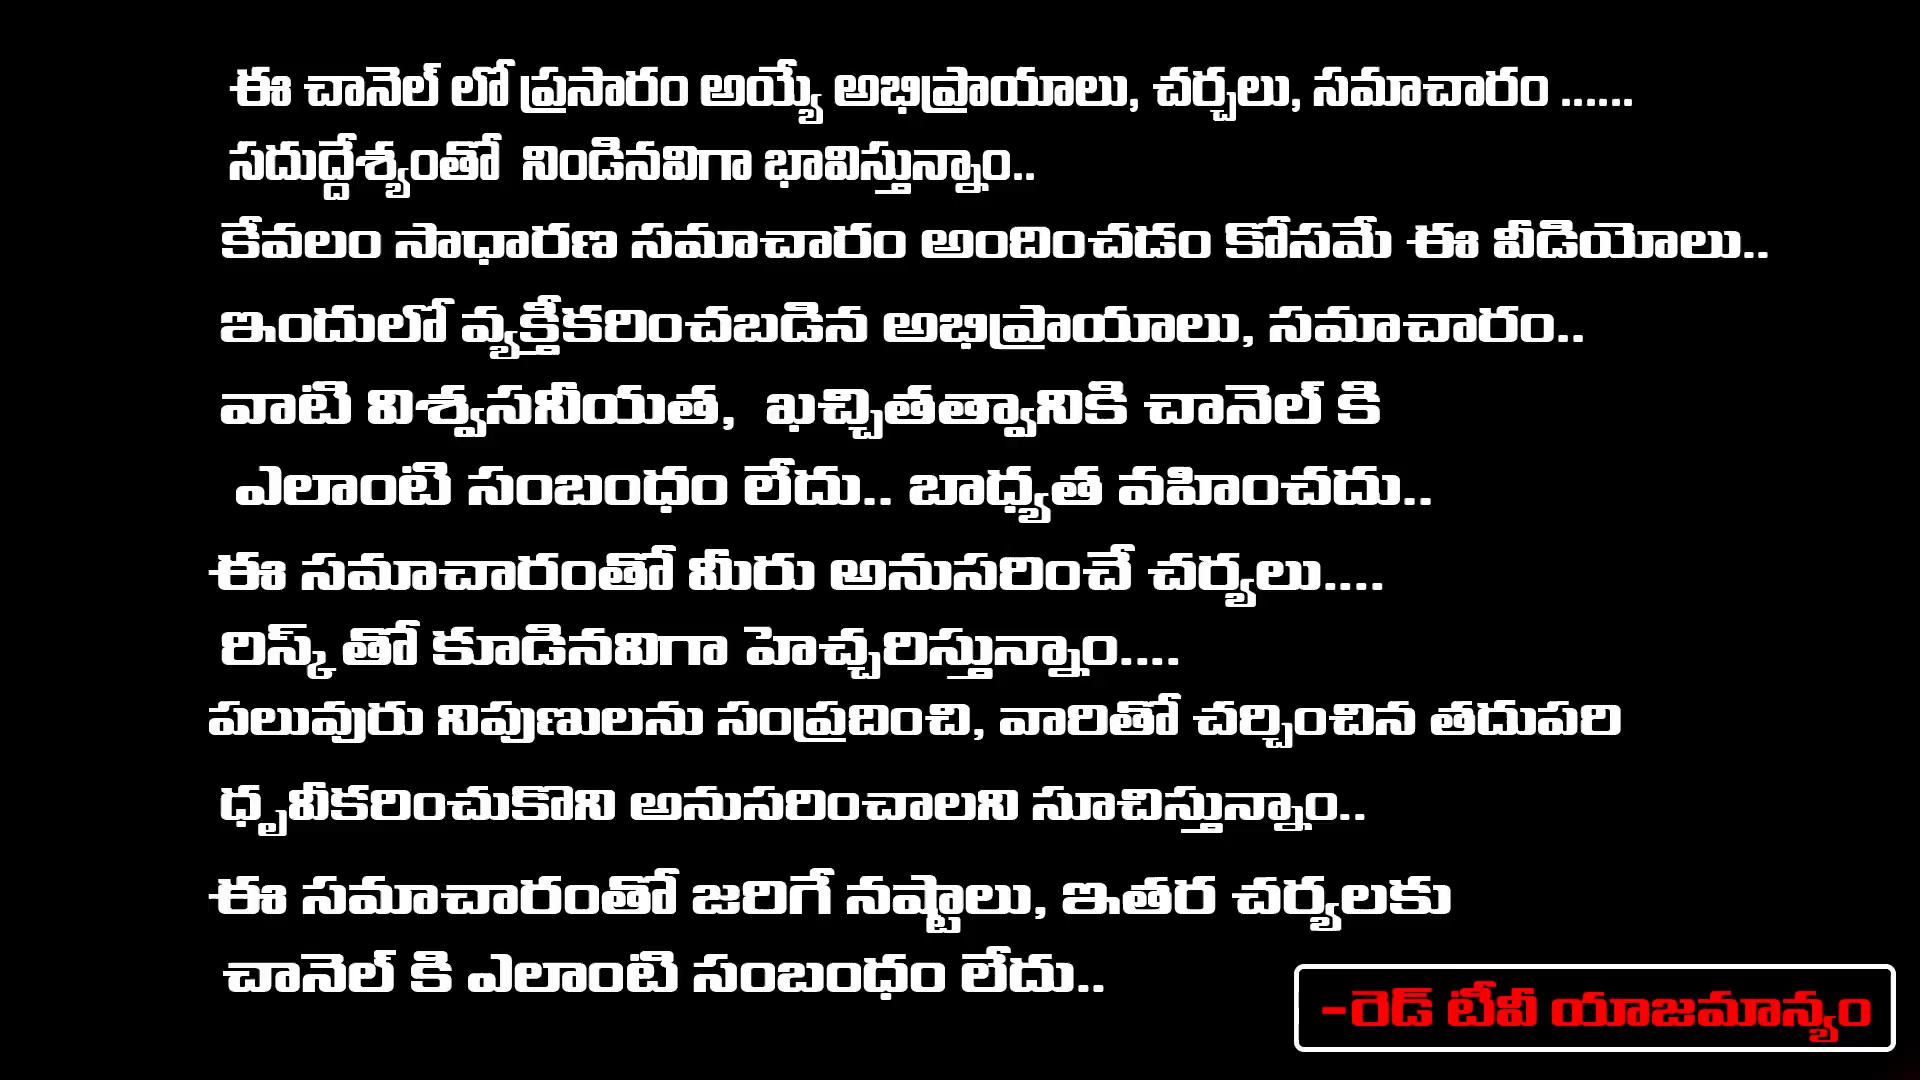 ఈ చానెల్ లో ప్రసారం అయ్యే అభిప్రాయాలు, చర్చలు, సమాచారం ......
సదుద్దేశ్యంతో నిండినవిగా భావిస్తున్నాం..
కేవలం సాధారణ సమాచారం అందించడం కోసమే ఈ వీడియోలు..
ఇందులో వ్యక్తీకరించబడిన అభిప్రాయాలు, సమాచారం..
వాటి విశ్వసనీయత, ఖచ్చితత్వానికి చానెల్ కి
ఎలాంటి సంబంధం లేదు.. బాధ్యత వహించదు..
ఈ సమాచారంతో మీరు అనుసరించే చర్యలు....
రిస్క్ తో కూడినవిగా హెచ్చరిస్తున్నాం....
పలువురు నిపుణులను సంప్రదించి, వారితో చర్చించిన తదుపరి
ధృవీకరించుకొని అనుసరించాలని సూచిస్తున్నాం..
ఈ సమాచారంతో జరిగే నష్టాలు, ఇతర చర్యలకు
చానెల్ కి ఎలాంటి సంబంధం లేదు..
-రెడ్ టీవీ యాజమాన్యం